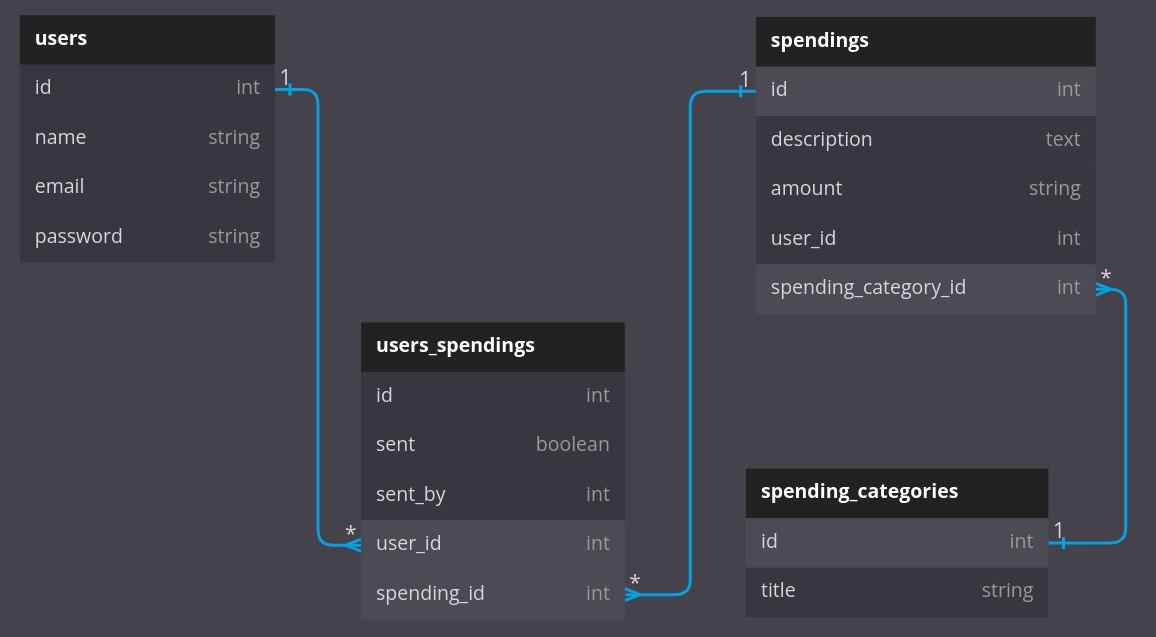 users
id int
name string
email string
password string
1
spendings
1
id int
description text
amount string
user_id int
spending_category_id int
*
users_spendings
id int
sent boolean
sent_by int
* user_id int
spending_id int *
spending_categories
id int 1
title string